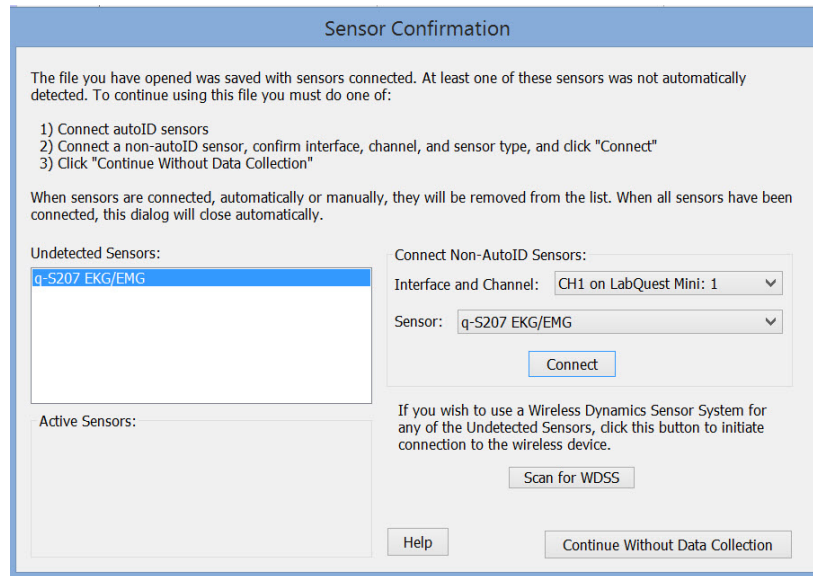 Sensor Confirmation
The file you have opened was saved with sensors connected. At least one of these sensors was not automatically
detected. To continue using this file you must do one of:
1) Connect autoID sensors
2) Connect a non-autoID sensor, confirm interface, channel, and sensor type, and click "Connect"
3) Click "Continue Without Data Collection"
When sensors are connected, automatically or manually, they will be removed from the list. When all sensors have been
connected, this dialog will close automatically.
Undetected Sensors:
q-S207 EKG/EMG
Active Sensors:
Connect Non-AutoID Sensors:
Interface and Channel: CH1 on LabQuest Mini: 1
Sensor: q-S207 EKG/EMG
Connect
If you wish to use a Wireless Dynamics Sensor System for
any of the Undetected Sensors, click this button to initiate
connection to the wireless device.
Scan for WDSS
Help
Continue Without Data Collection